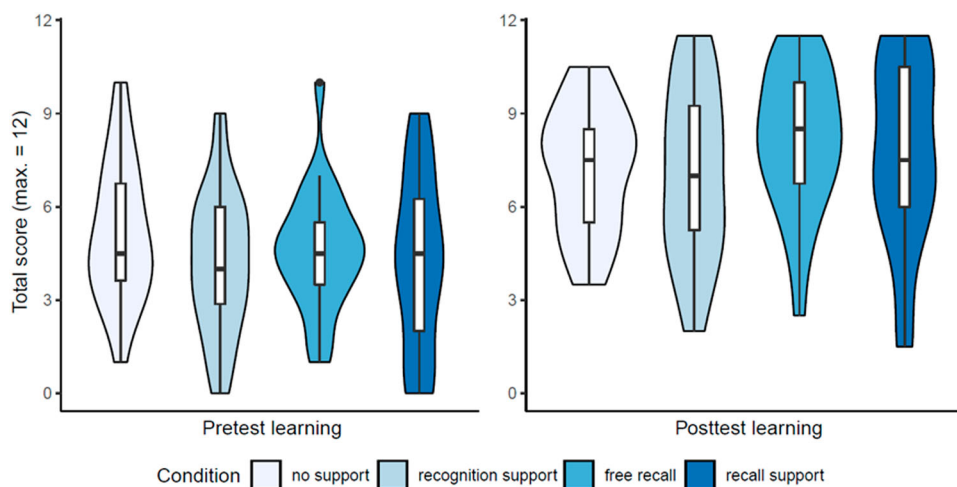 12
9
6
3
0
Total score (max. = 12)
Pretest learning
12
9
6
3
0
Posttest learning
Condition no support recognition support free recall recall support